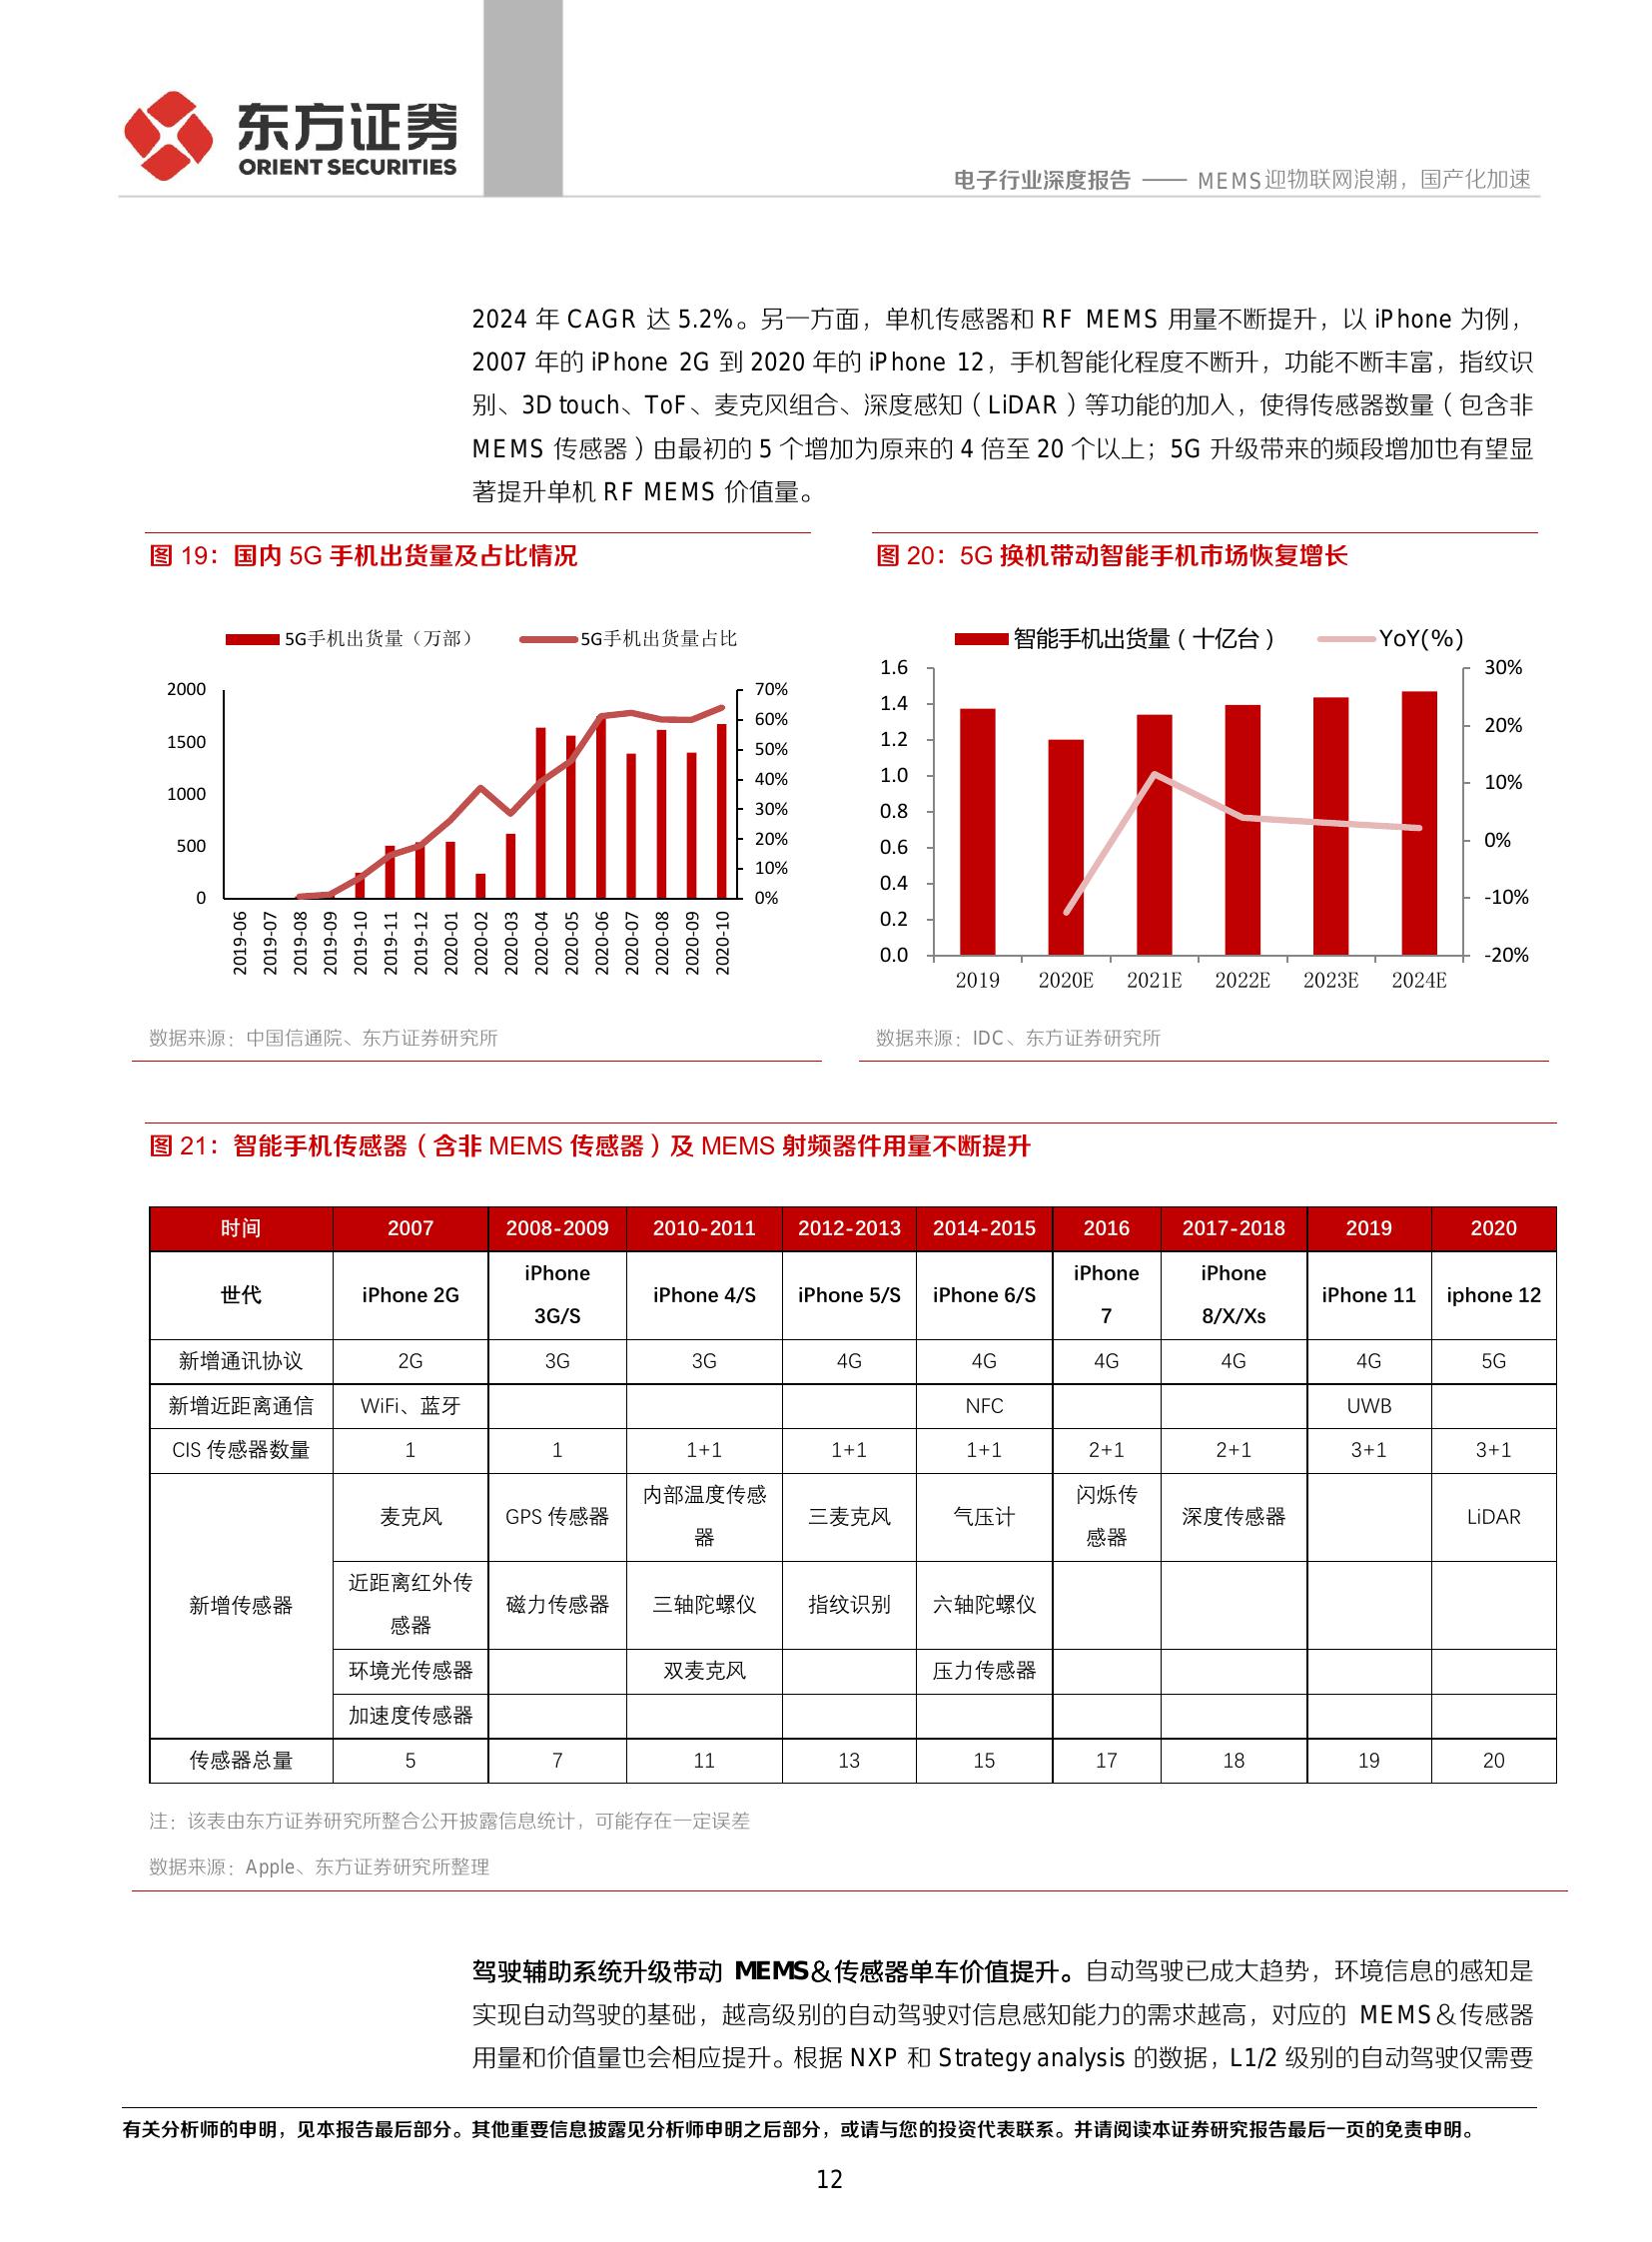 东方证券
ORIENT SECURITIES
电子行业深度报告 —— MEMS迎物联网浪潮，国产化加速
2024 年 CAGR 达 5.2%。另一方面，单机传感器和 RF MEMS 用量不断提升，以 iPhone 为例，
2007 年的 iPhone 2G 到 2020 年的 iPhone 12，手机智能化程度不断升，功能不断丰富，指纹识
别、3D touch、ToF、麦克风组合、深度感知（LiDAR）等功能的加入，使得传感器数量（包含非
MEMS 传感器）由最初的 5 个增加为原来的 4 倍至 20 个以上；5G 升级带来的频段增加也有望显
著提升单机 RF MEMS 价值量。
图 19：国内 5G 手机出货量及占比情况
5G手机出货量（万部） 5G手机出货量占比
2000 70%
60%
1500 50%
40%
1000 30%
500 20%
10%
0 0%
2019-06 2019-07 2019-08 2019-09 2019-10 2019-11 2019-12 2020-01 2020-02 2020-03 2020-04 2020-05 2020-06 2020-07 2020-08 2020-09 2020-10
数据来源：中国信通院、东方证券研究所
图 20：5G 换机带动智能手机市场恢复增长
智能手机出货量（十亿台） YoY(%)
1.6 30%
1.4
1.2 20%
1.0 10%
0.8
0.6 0%
0.4 -10%
0.2
0.0 -20%
2019 2020E 2021E 2022E 2023E 2024E
数据来源：IDC、东方证券研究所
图 21：智能手机传感器（含非 MEMS 传感器）及 MEMS 射频器件用量不断提升
时间 2007 2008-2009 2010-2011 2012-2013 2014-2015 2016 2017-2018 2019 2020
世代 iPhone 2G iPhone 3G/S iPhone 4/S iPhone 5/S iPhone 6/S iPhone 7 iPhone 8/X/Xs iPhone 11 iphone 12
新增通讯协议 2G 3G 3G 4G 4G 4G 4G 4G 5G
新增近距离通信 WiFi、蓝牙 NFC UWB
CIS 传感器数量 1 1 1+1 1+1 1+1 2+1 2+1 3+1 3+1
新增传感器 麦克风 GPS 传感器 内部温度传感器 三麦克风 气压计 闪烁传感器 深度传感器 LiDAR
近距离红外传感器 磁力传感器 三轴陀螺仪 指纹识别 六轴陀螺仪
环境光传感器 双麦克风 压力传感器
加速度传感器
传感器总量 5 7 11 13 15 17 18 19 20
注：该表由东方证券研究所整合公开披露信息统计，可能存在一定误差
数据来源：Apple、东方证券研究所整理
驾驶辅助系统升级带动 MEMS＆传感器单车价值提升。自动驾驶已成大趋势，环境信息的感知是
实现自动驾驶的基础，越高级别的自动驾驶对信息感知能力的需求越高，对应的 MEMS＆传感器
用量和价值量也会相应提升。根据 NXP 和 Strategy analysis 的数据，L1/2 级别的自动驾驶仅需要
有关分析师的申明，见本报告最后部分。其他重要信息披露见分析师申明之后部分，或请与您的投资代表联系。并请阅读本证券研究报告最后一页的免责申明。
12